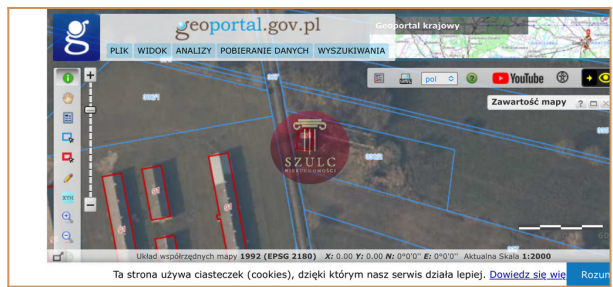 geoportal.gov.pl
Geoportal krajowy
PLIK WIDOK ANALIZY POBIERANIE DANYCH WYSZUKIWANIA
pol
YouTube
Zawartość mapy
XYH
SZULC
NIERUCHOMOŚCI
Układ współrzędnych mapy 1992 (EPSG 2180) X: 0.00 Y: 0.00 N: 0°0'0'' E: 0°0'0'' Aktualna Skala 1:2000
Ta strona używa ciasteczek (cookies), dzięki którym nasz serwis działa lepiej. Dowiedz się wię Rozum